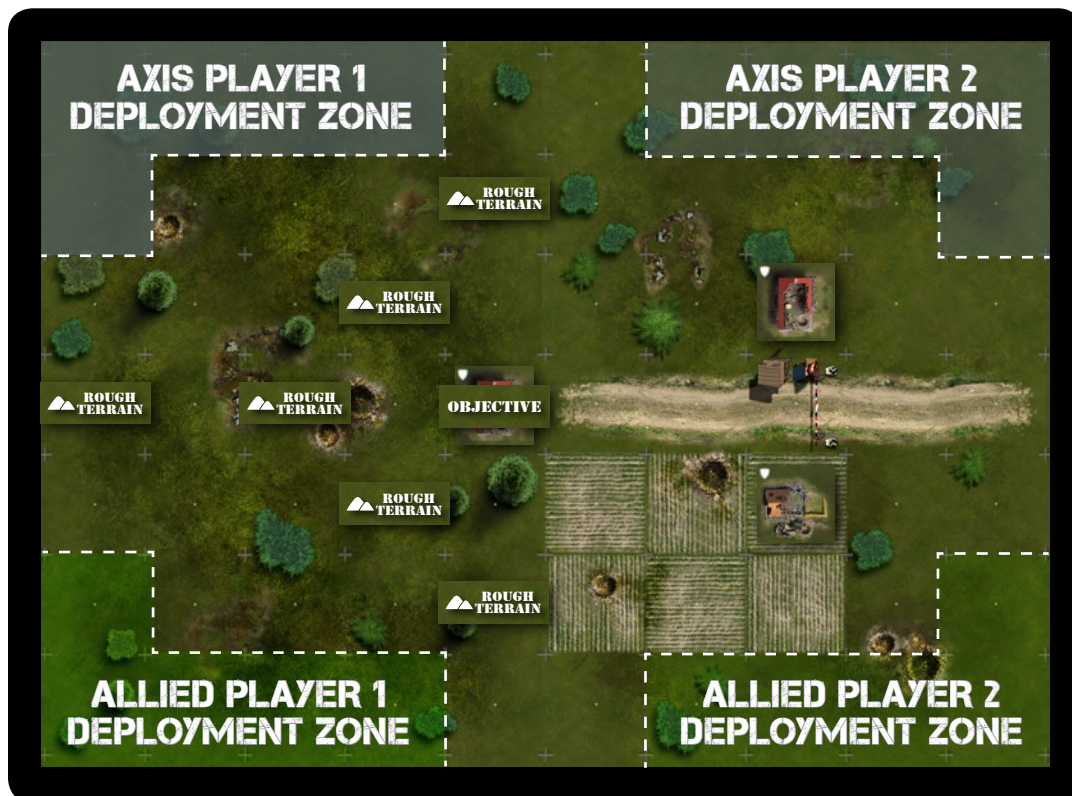 AXIS PLAYER 1
DEPLOYMENT ZONE
AXIS PLAYER 2
DEPLOYMENT ZONE
ROUGH
TERRAIN
ROUGH
TERRAIN
ROUGH
TERRAIN
ROUGH
TERRAIN
OBJECTIVE
ROUGH
TERRAIN
ROUGH
TERRAIN
ALLIED PLAYER 1
DEPLOYMENT ZONE
ALLIED PLAYER 2
DEPLOYMENT ZONE